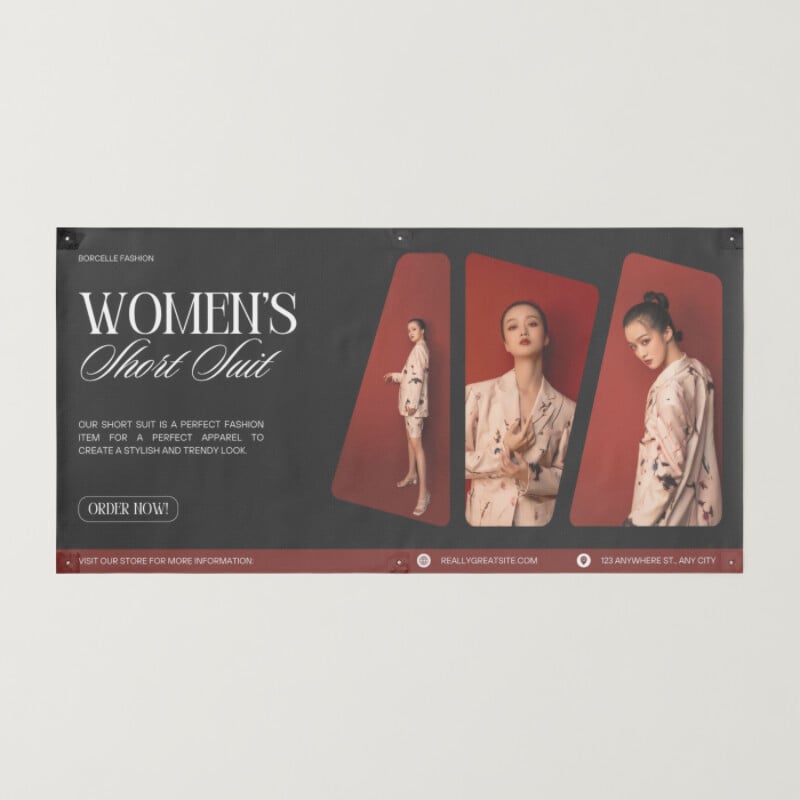 BORCELLE FASHION
WOMEN'S
Short Suit
OUR SHORT SUIT IS A PERFECT FASHION
ITEM FOR A PERFECT APPAREL TO
CREATE A STYLISH AND TRENDY LOOK.
ORDER NOW!
VISIT OUR STORE FOR MORE INFORMATION:
REALLYGREATSITE.COM
123 ANYWHERE ST., ANY CITY